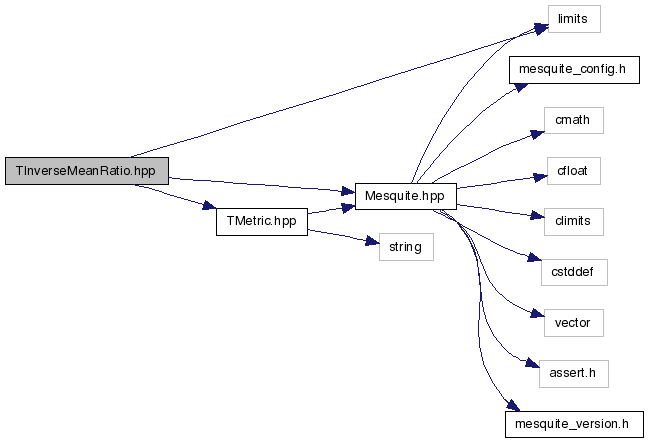 limits
mesquite_config.h
cmath
TInverseMeanRatio.hpp
cfloat
Mesquite.hpp
TMetric.hpp
climits
string
cstddef
vector
assert.h
mesquite_version.h